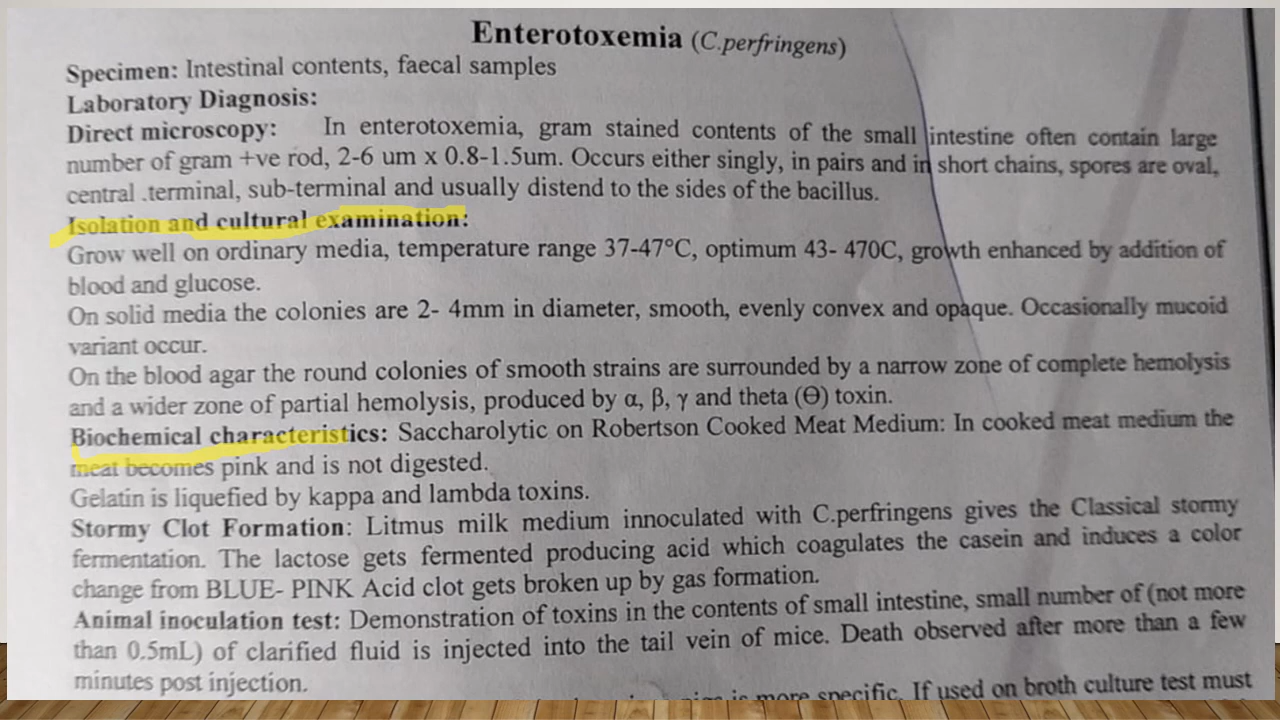 Enterotoxemia (C.perfringens)
Specimen: Intestinal contents, faecal samples
Laboratory Diagnosis:
Direct microscopy: In enterotoxemia, gram stained contents of the small intestine often contain large
number of gram +ve rod, 2-6 um x 0.8-1.5um. Occurs either singly, in pairs and in short chains, spores are oval,
central .terminal, sub-terminal and usually distend to the sides of the bacillus.
Isolation and cultural examination:
Grow well on ordinary media, temperature range 37-47°C, optimum 43- 470C, growth enhanced by addition of
blood and glucose.
On solid media the colonies are 2- 4mm in diameter, smooth, evenly convex and opaque. Occasionally mucoid
variant occur.
On the blood agar the round colonies of smooth strains are surrounded by a narrow zone of complete hemolysis
and a wider zone of partial hemolysis, produced by α, β, γ and theta (Θ) toxin.
Biochemical characteristics: Saccharolytic on Robertson Cooked Meat Medium: In cooked meat medium the
meat becomes pink and is not digested.
Gelatin is liquefied by kappa and lambda toxins.
Stormy Clot Formation: Litmus milk medium innoculated with C.perfringens gives the Classical stormy
fermentation. The lactose gets fermented producing acid which coagulates the casein and induces a color
change from BLUE- PINK Acid clot gets broken up by gas formation.
Animal inoculation test: Demonstration of toxins in the contents of small intestine, small number of (not more
than 0.5mL) of clarified fluid is injected into the tail vein of mice. Death observed after more than a few
minutes post injection.
is more specific. If used on broth culture test must